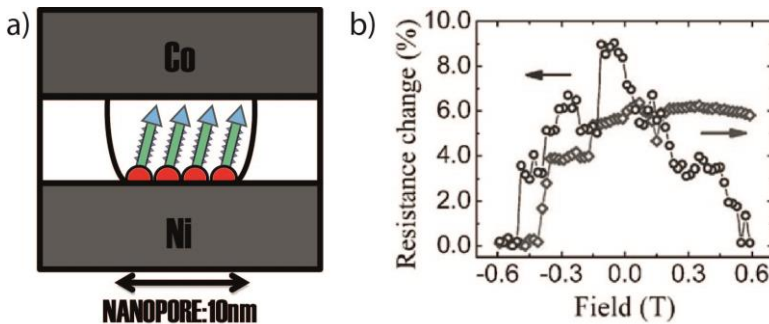 a)
Co
Ni
NANOPORE:10nm
b)
Resistance change (%)
10.0
8.0
6.0
4.0
2.0
0.0
-0.6 -0.3 0.0 0.3 0.6
Field (T)